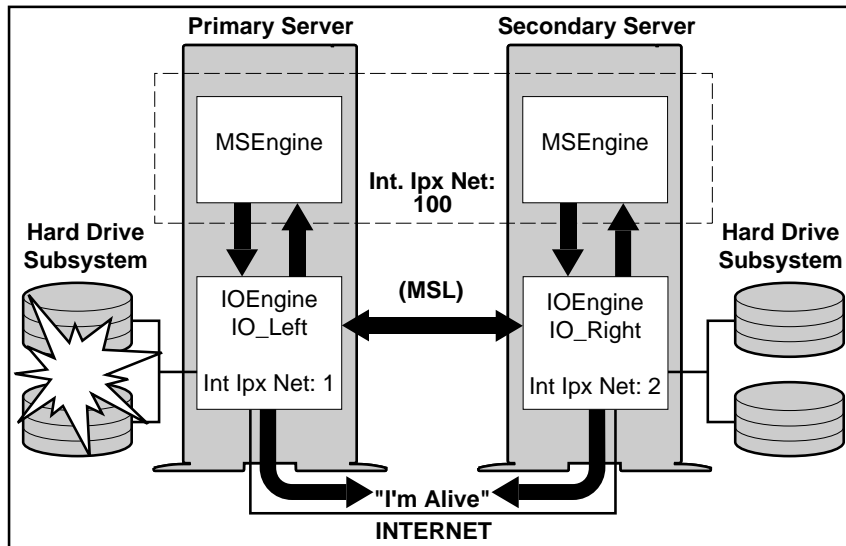 Primary Server
Secondary Server
MSEngine
MSEngine
Int. Ipx Net:
100
Hard Drive
Subsystem
Hard Drive
Subsystem
IOEngine
IO_Left
Int Ipx Net: 1
(MSL)
IOEngine
IO_Right
Int Ipx Net: 2
"I'm Alive"
INTERNET